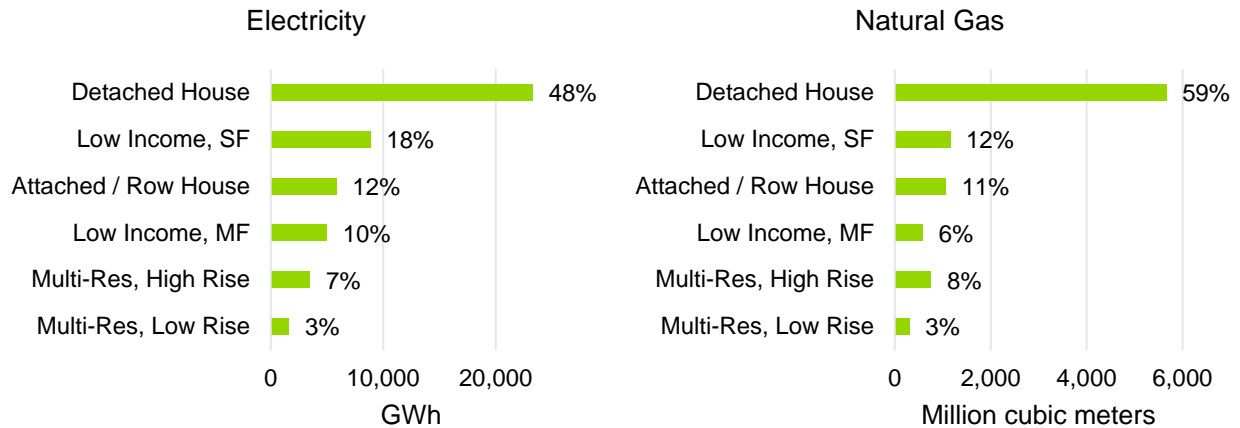 Electricity
Detached House 48%
Low Income, SF 18%
Attached / Row House 12%
Low Income, MF 10%
Multi-Res, High Rise 7%
Multi-Res, Low Rise 3%
0 10,000 20,000
GWh
Natural Gas
Detached House 59%
Low Income, SF 12%
Attached / Row House 11%
Low Income, MF 6%
Multi-Res, High Rise 8%
Multi-Res, Low Rise 3%
0 2,000 4,000 6,000
Million cubic meters